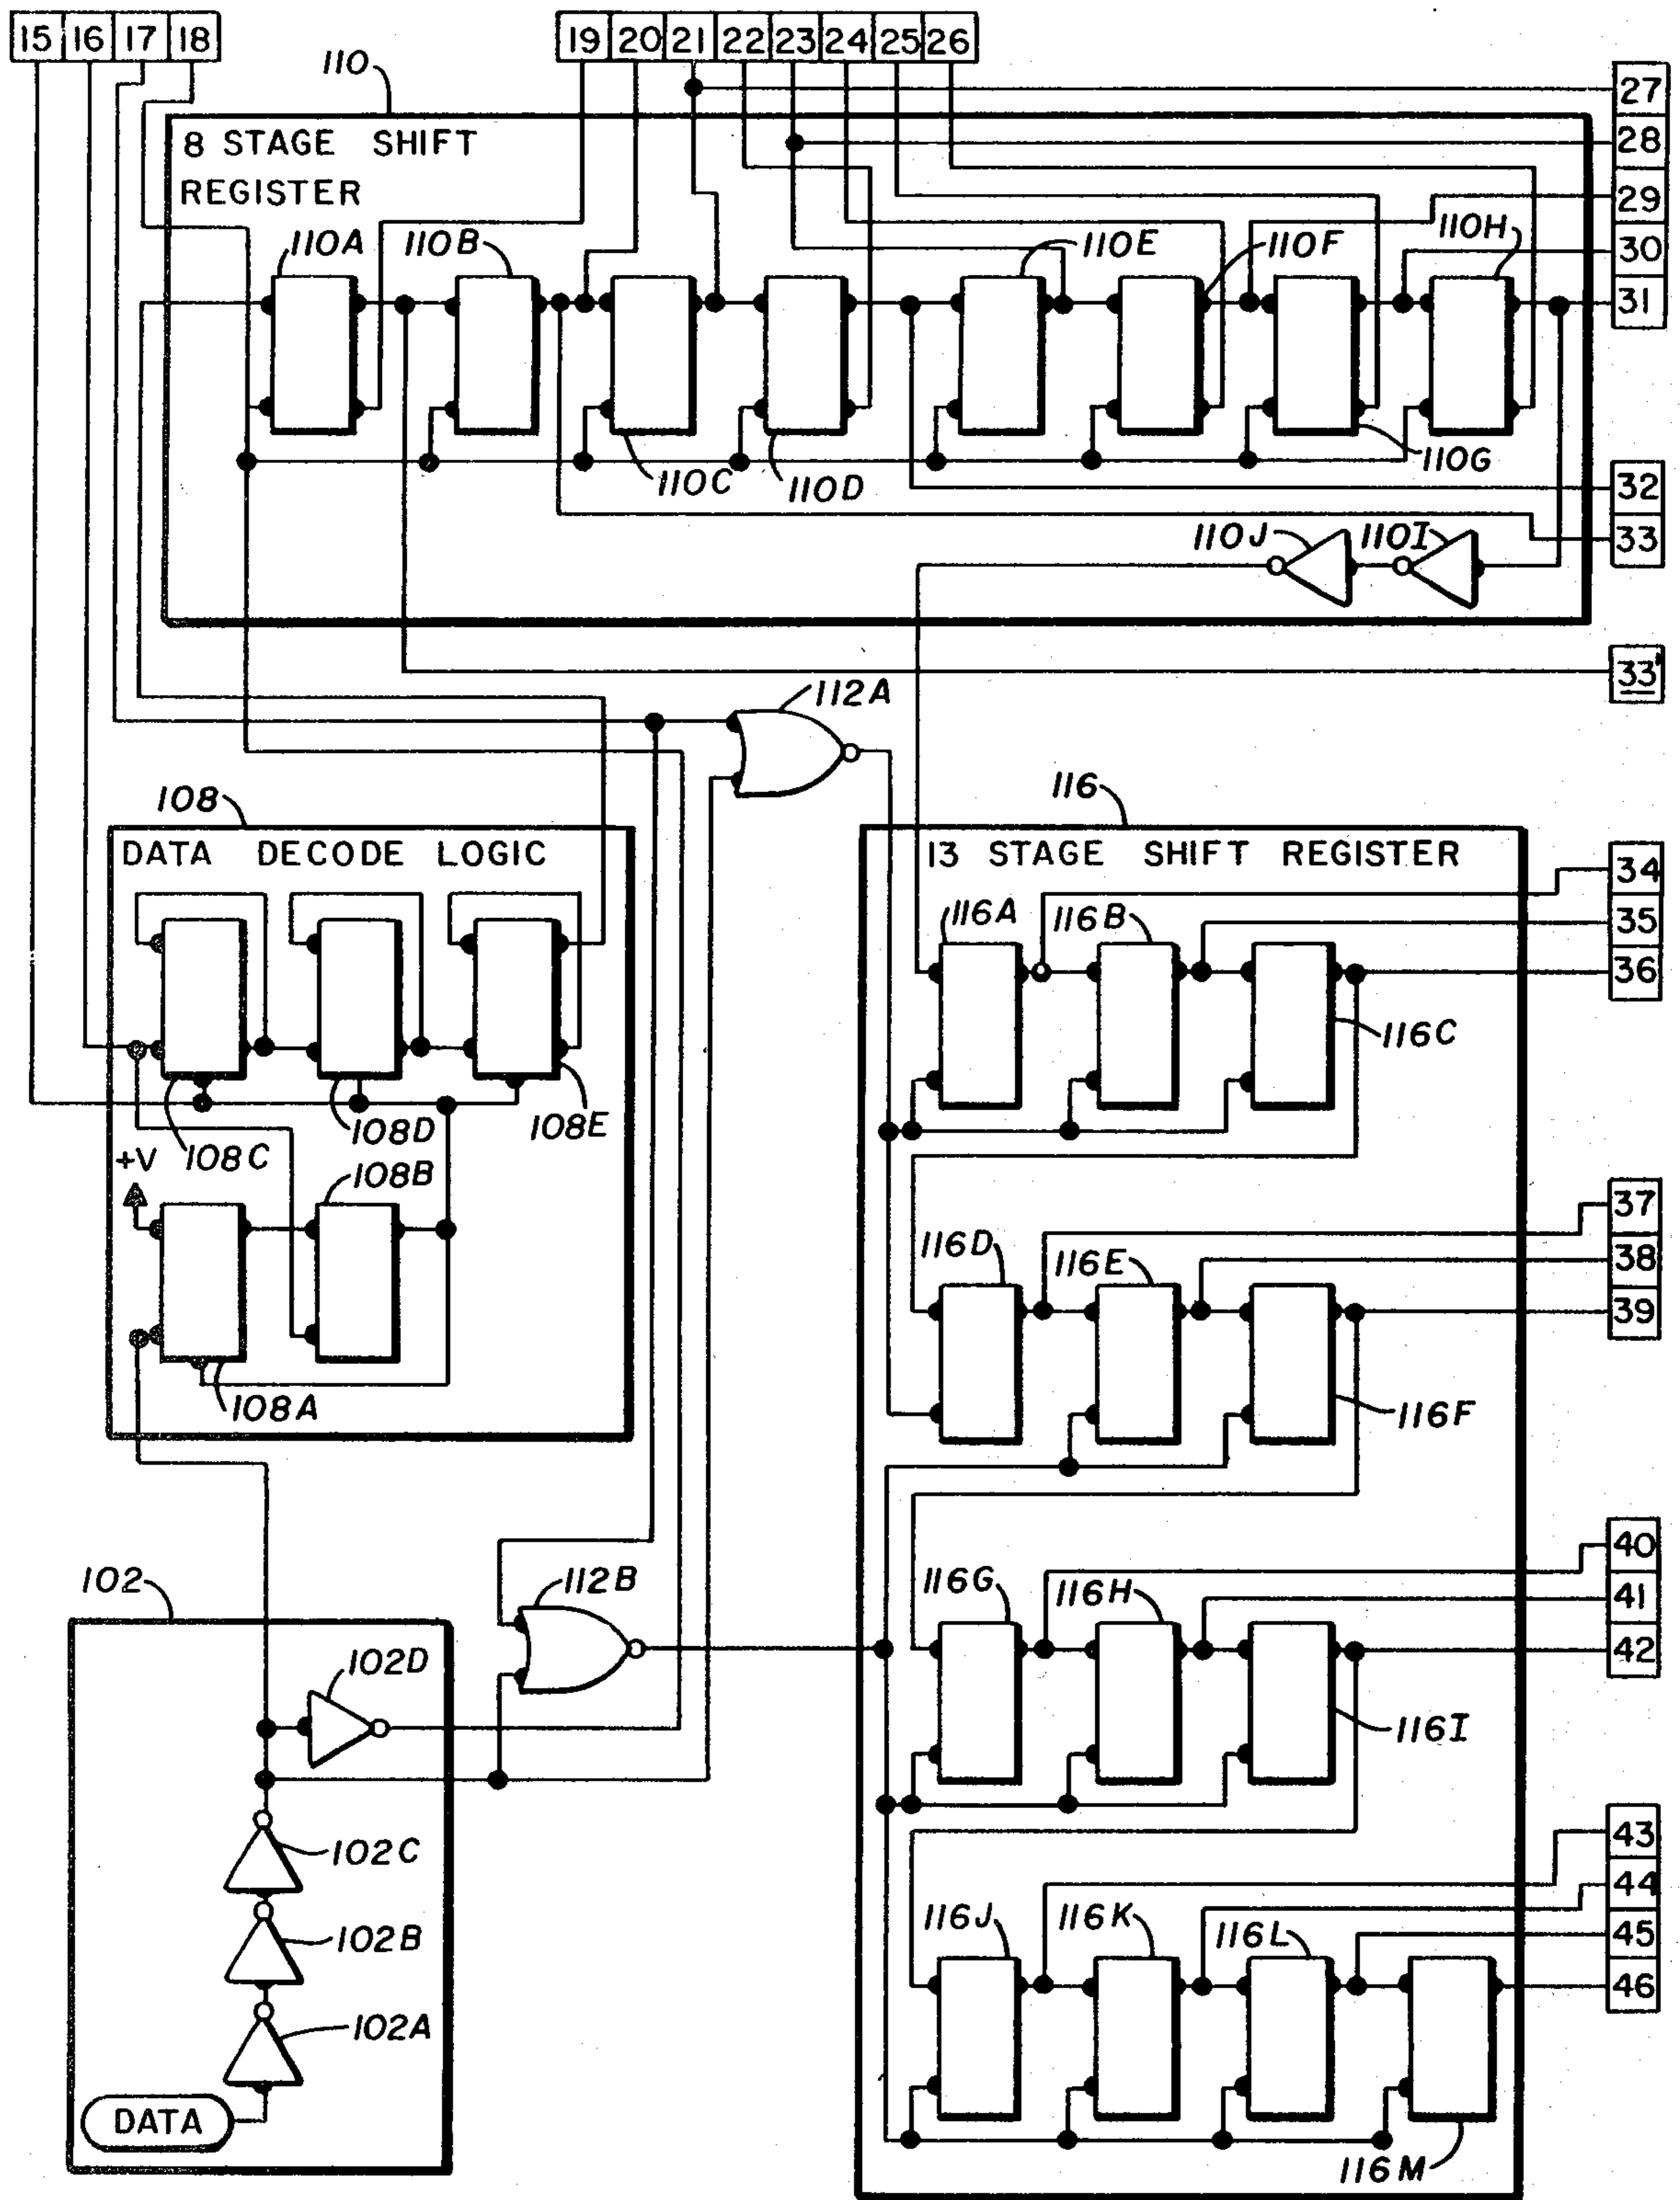 15 16 17 18
19 20 21 22 23 24 25 26
110
27
8 STAGE SHIFT
REGISTER
28
29
110A
110B
110E
110F
110H
30
31
110C
110D
110G
32
110J
110I
33
33'
112A
108
116
DATA DECODE LOGIC
13 STAGE SHIFT REGISTER
34
116A
116B
35
36
116C
108C
108D
108E
+V
108B
37
116D
116E
38
39
108A
116F
40
102
112B
116G
116H
41
42
102D
116I
102C
43
44
102B
116J
116K
116L
45
46
102A
DATA
116M